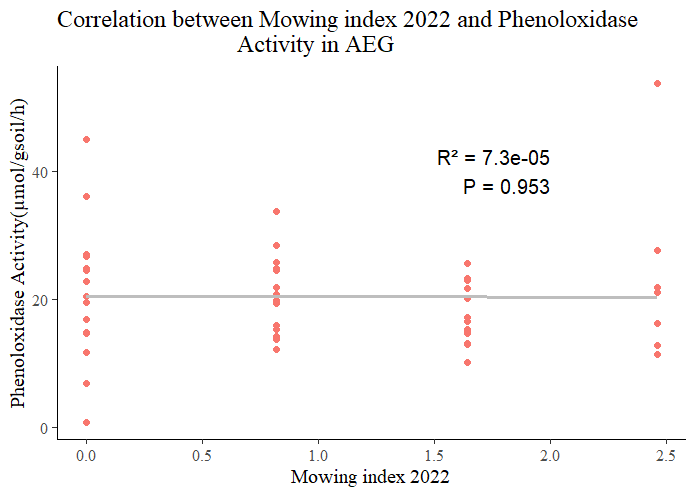 Correlation between Mowing index 2022 and Phenoloxidase
Activity in AEG
Phenoloxidase Activity(μmol/gsoil/h)
40
20
0
R² = 7.3e-05
P = 0.953
0.0 0.5 1.0 1.5 2.0 2.5
Mowing index 2022